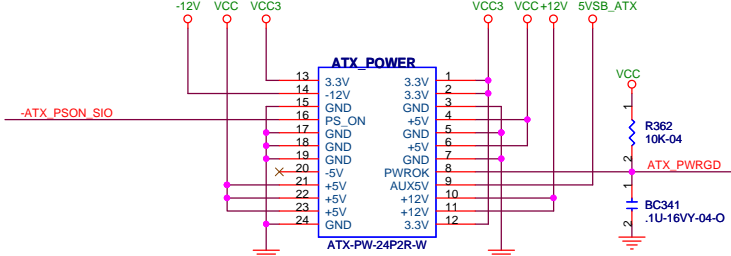 -12V VCC VCC3 VCC3 VCC +12V 5VSB_ATX
ATX_POWER
VCC
13 3.3V 3.3V 1
14 -12V 3.3V 2
15 GND GND 3
-ATX_PSON_SIO 16 PS_ON +5V 4
17 GND GND 5
18 GND +5V 6
19 GND GND 7
20 -5V PWROK 8
21 +5V AUX5V 9
22 +5V +12V 10
23 +5V +12V 11
24 GND 3.3V 12
ATX-PW-24P2R-W
1
R362
10K-04
2
ATX_PWRGD
1
BC341
.1U-16VY-04-O
2